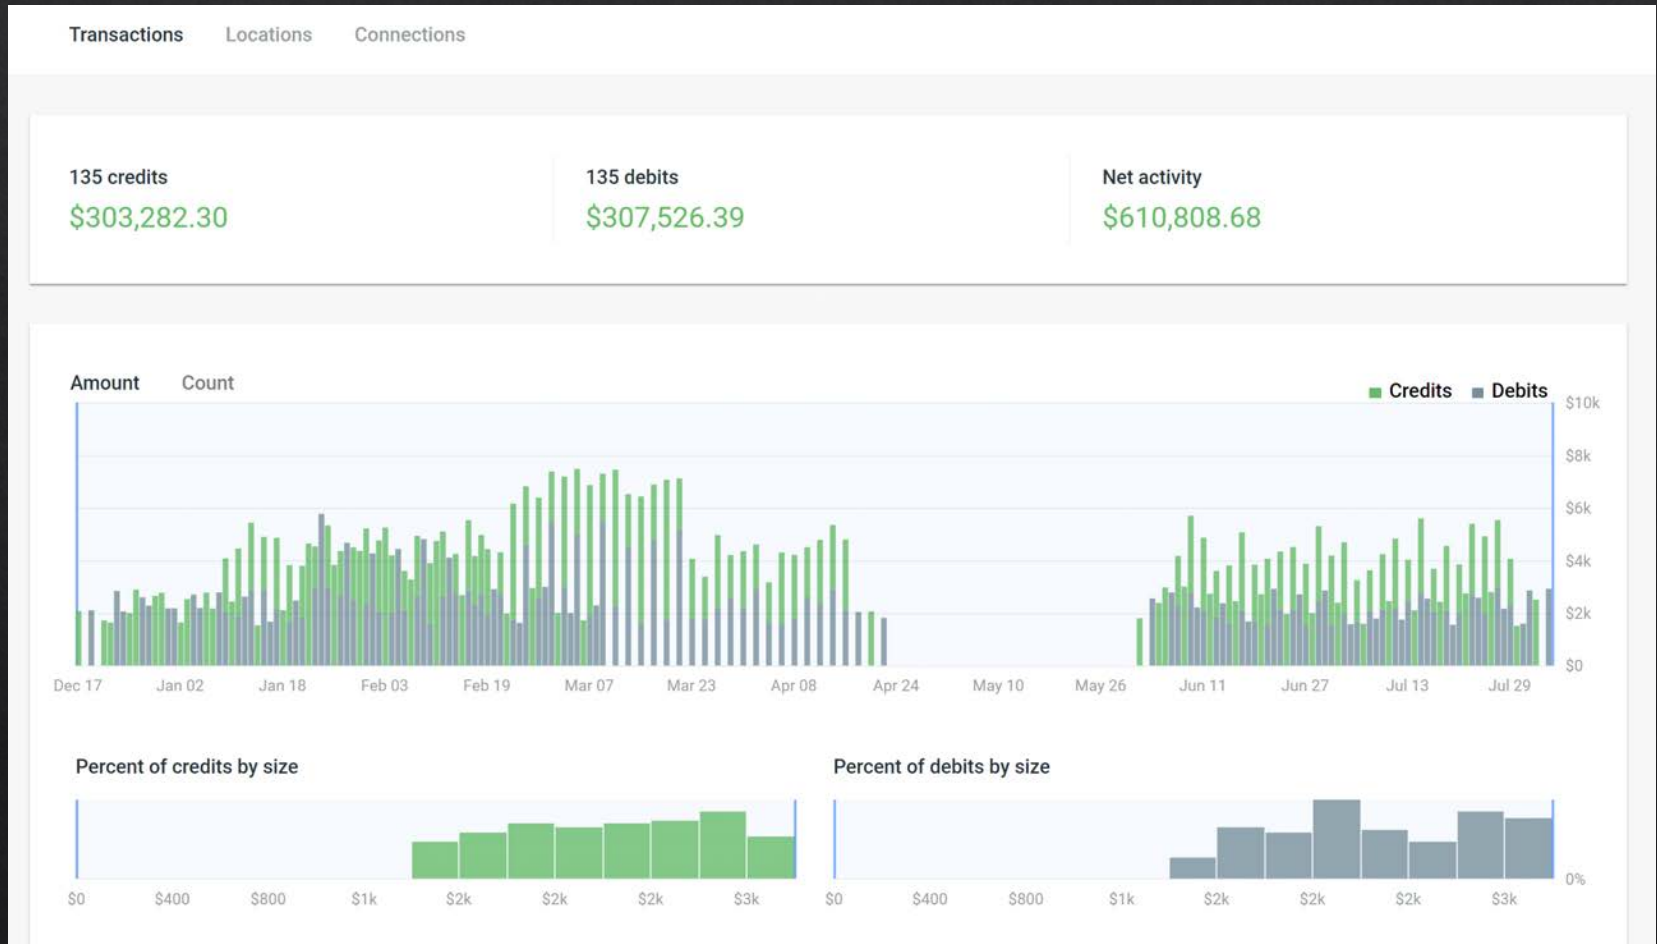 Transactions Locations Connections
135 credits 135 debits Net activity
$303,282.30 $307,526.39 $610,808.68
Amount Count
Credits Debits
$10k
$8k
$6k
$4k
$2k
$0
Dec 17 Jan 02 Jan 18 Feb 03 Feb 19 Mar 07 Mar 23 Apr 08 Apr 24 May 10 May 26 Jun 11 Jun 27 Jul 13 Jul 29
Percent of credits by size Percent of debits by size
0%
$0 $400 $800 $1k $2k $2k $2k $3k $0 $400 $800 $1k $2k $2k $2k $3k